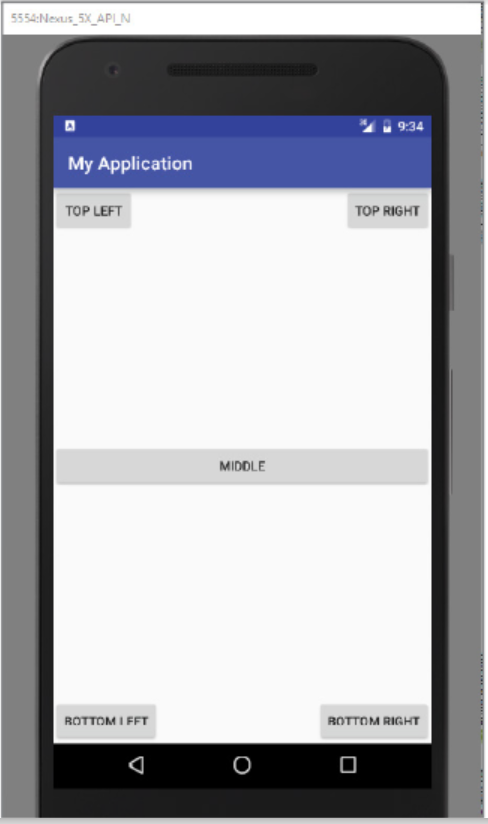 5554:Nexus_5X_API_N
9:34
My Application
TOP LEFT
TOP RIGHT
MIDDLE
BOTTOM LEFT
BOTTOM RIGHT